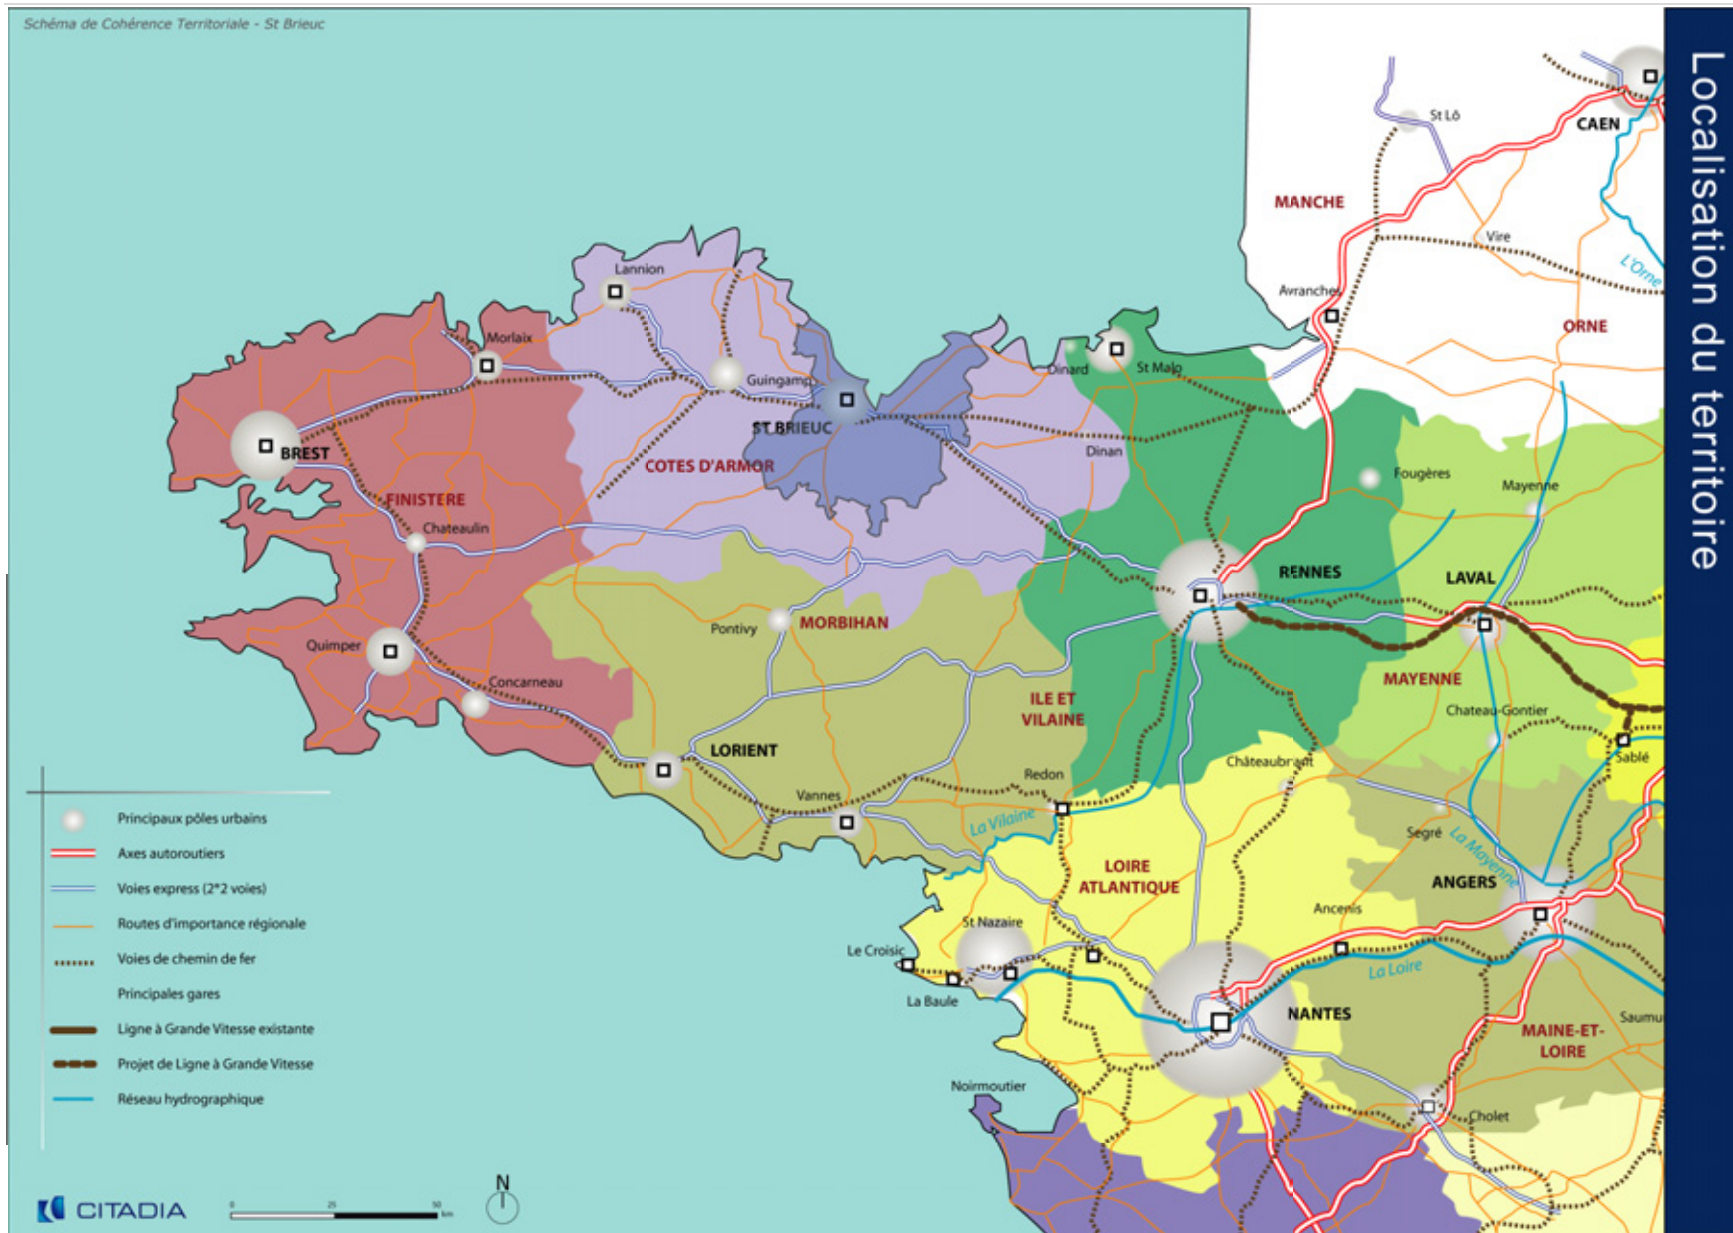 Schéma de Cohérence Territoriale - St Brieuc
Localisation du territoire
CAEN
St Lô
MANCHE
Vire
L'Orne
Avranches
ORNE
Lannion
Morlaix
Guingamp
Dinard
St Malo
ST BRIEUC
BREST
COTES D'ARMOR
Dinan
Fougères
Mayenne
FINISTERE
Chateaulin
RENNES
LAVAL
Pontivy
MORBIHAN
Quimper
Concarneau
MAYENNE
ILE ET
VILAINE
Chateau-Gontier
LORIENT
Sablé
Châteaubriant
Redon
Vannes
La Vilaine
Segré
La Mayenne
LOIRE
ATLANTIQUE
ANGERS
Ancenis
St Nazaire
Le Croisic
La Loire
La Baule
NANTES
Saumu
MAINE-ET-
LOIRE
Noirmoutier
Cholet
Principaux pôles urbains
Axes autoroutiers
Voies express (2*2 voies)
Routes d'importance régionale
Voies de chemin de fer
Principales gares
Ligne à Grande Vitesse existante
Projet de Ligne à Grande Vitesse
Réseau hydrographique
CITADIA
0 25 50
km
N